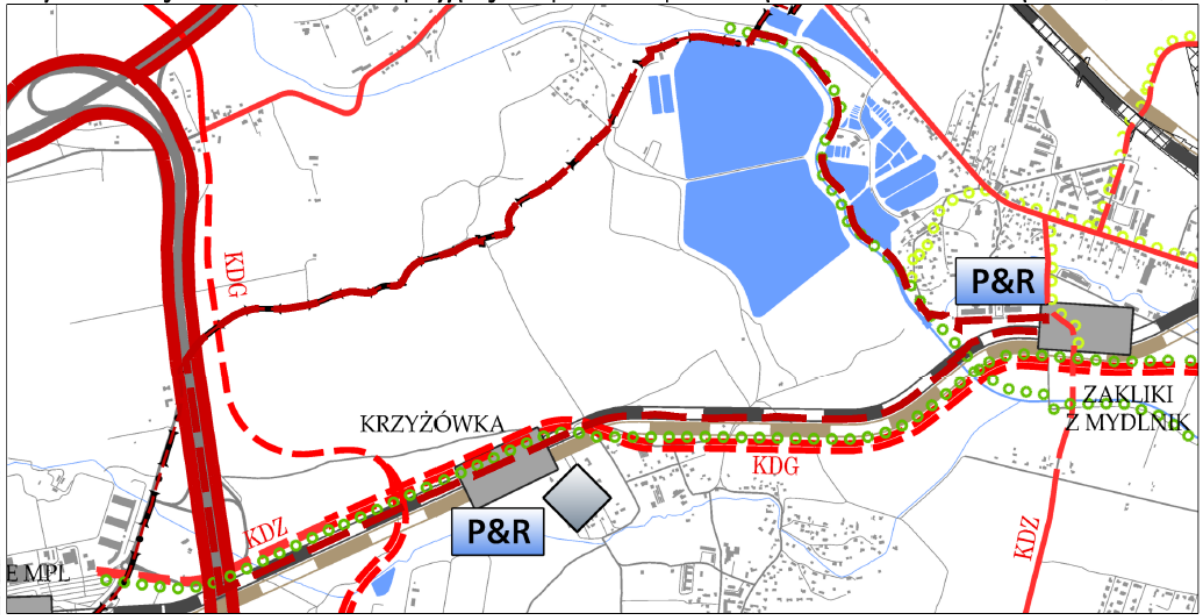 KDG
P&R
KRZYŻÓWKA
ZAKLIKI
Z MYDLNIK
KDG
KDZ
P&R
KDZ
E MPL